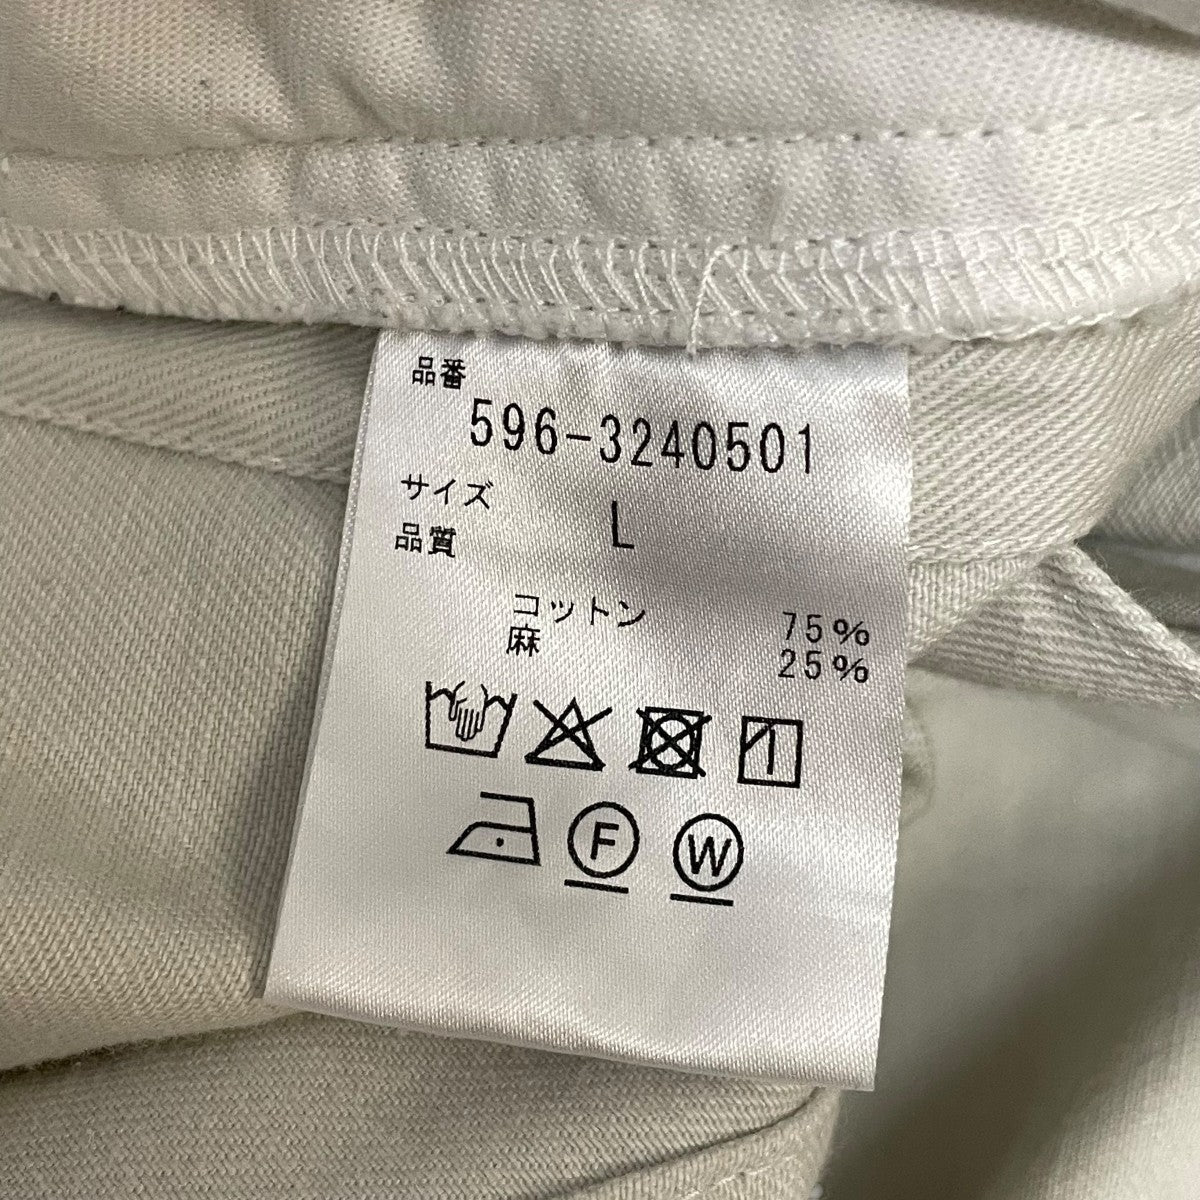 品番
596-3240501
サイズ L
品質
コットン 75%
麻 25%
F W